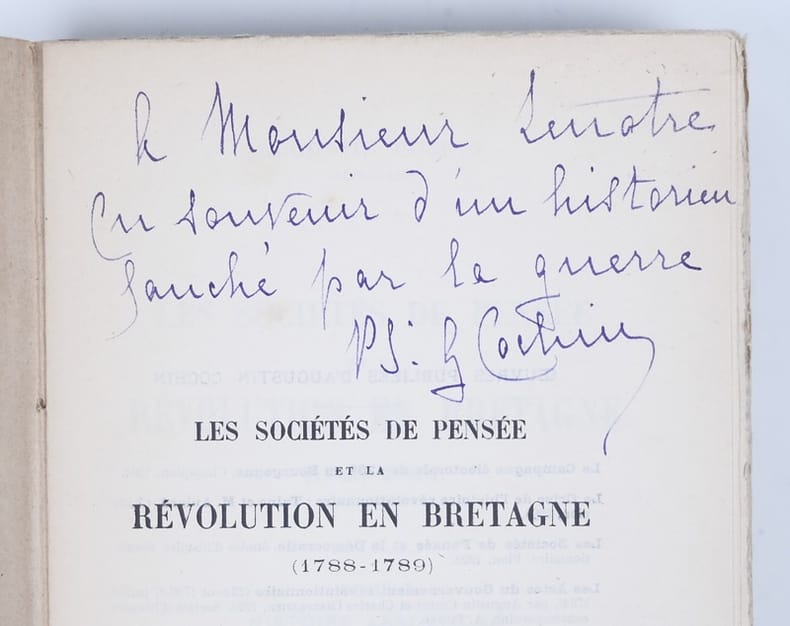 A Monsieur Lenotre
En souvenir d'un historien
fauché par la guerre
Cochin
LES SOCIÉTÉS DE PENSÉE
ET LA
RÉVOLUTION EN BRETAGNE
(1788-1789)